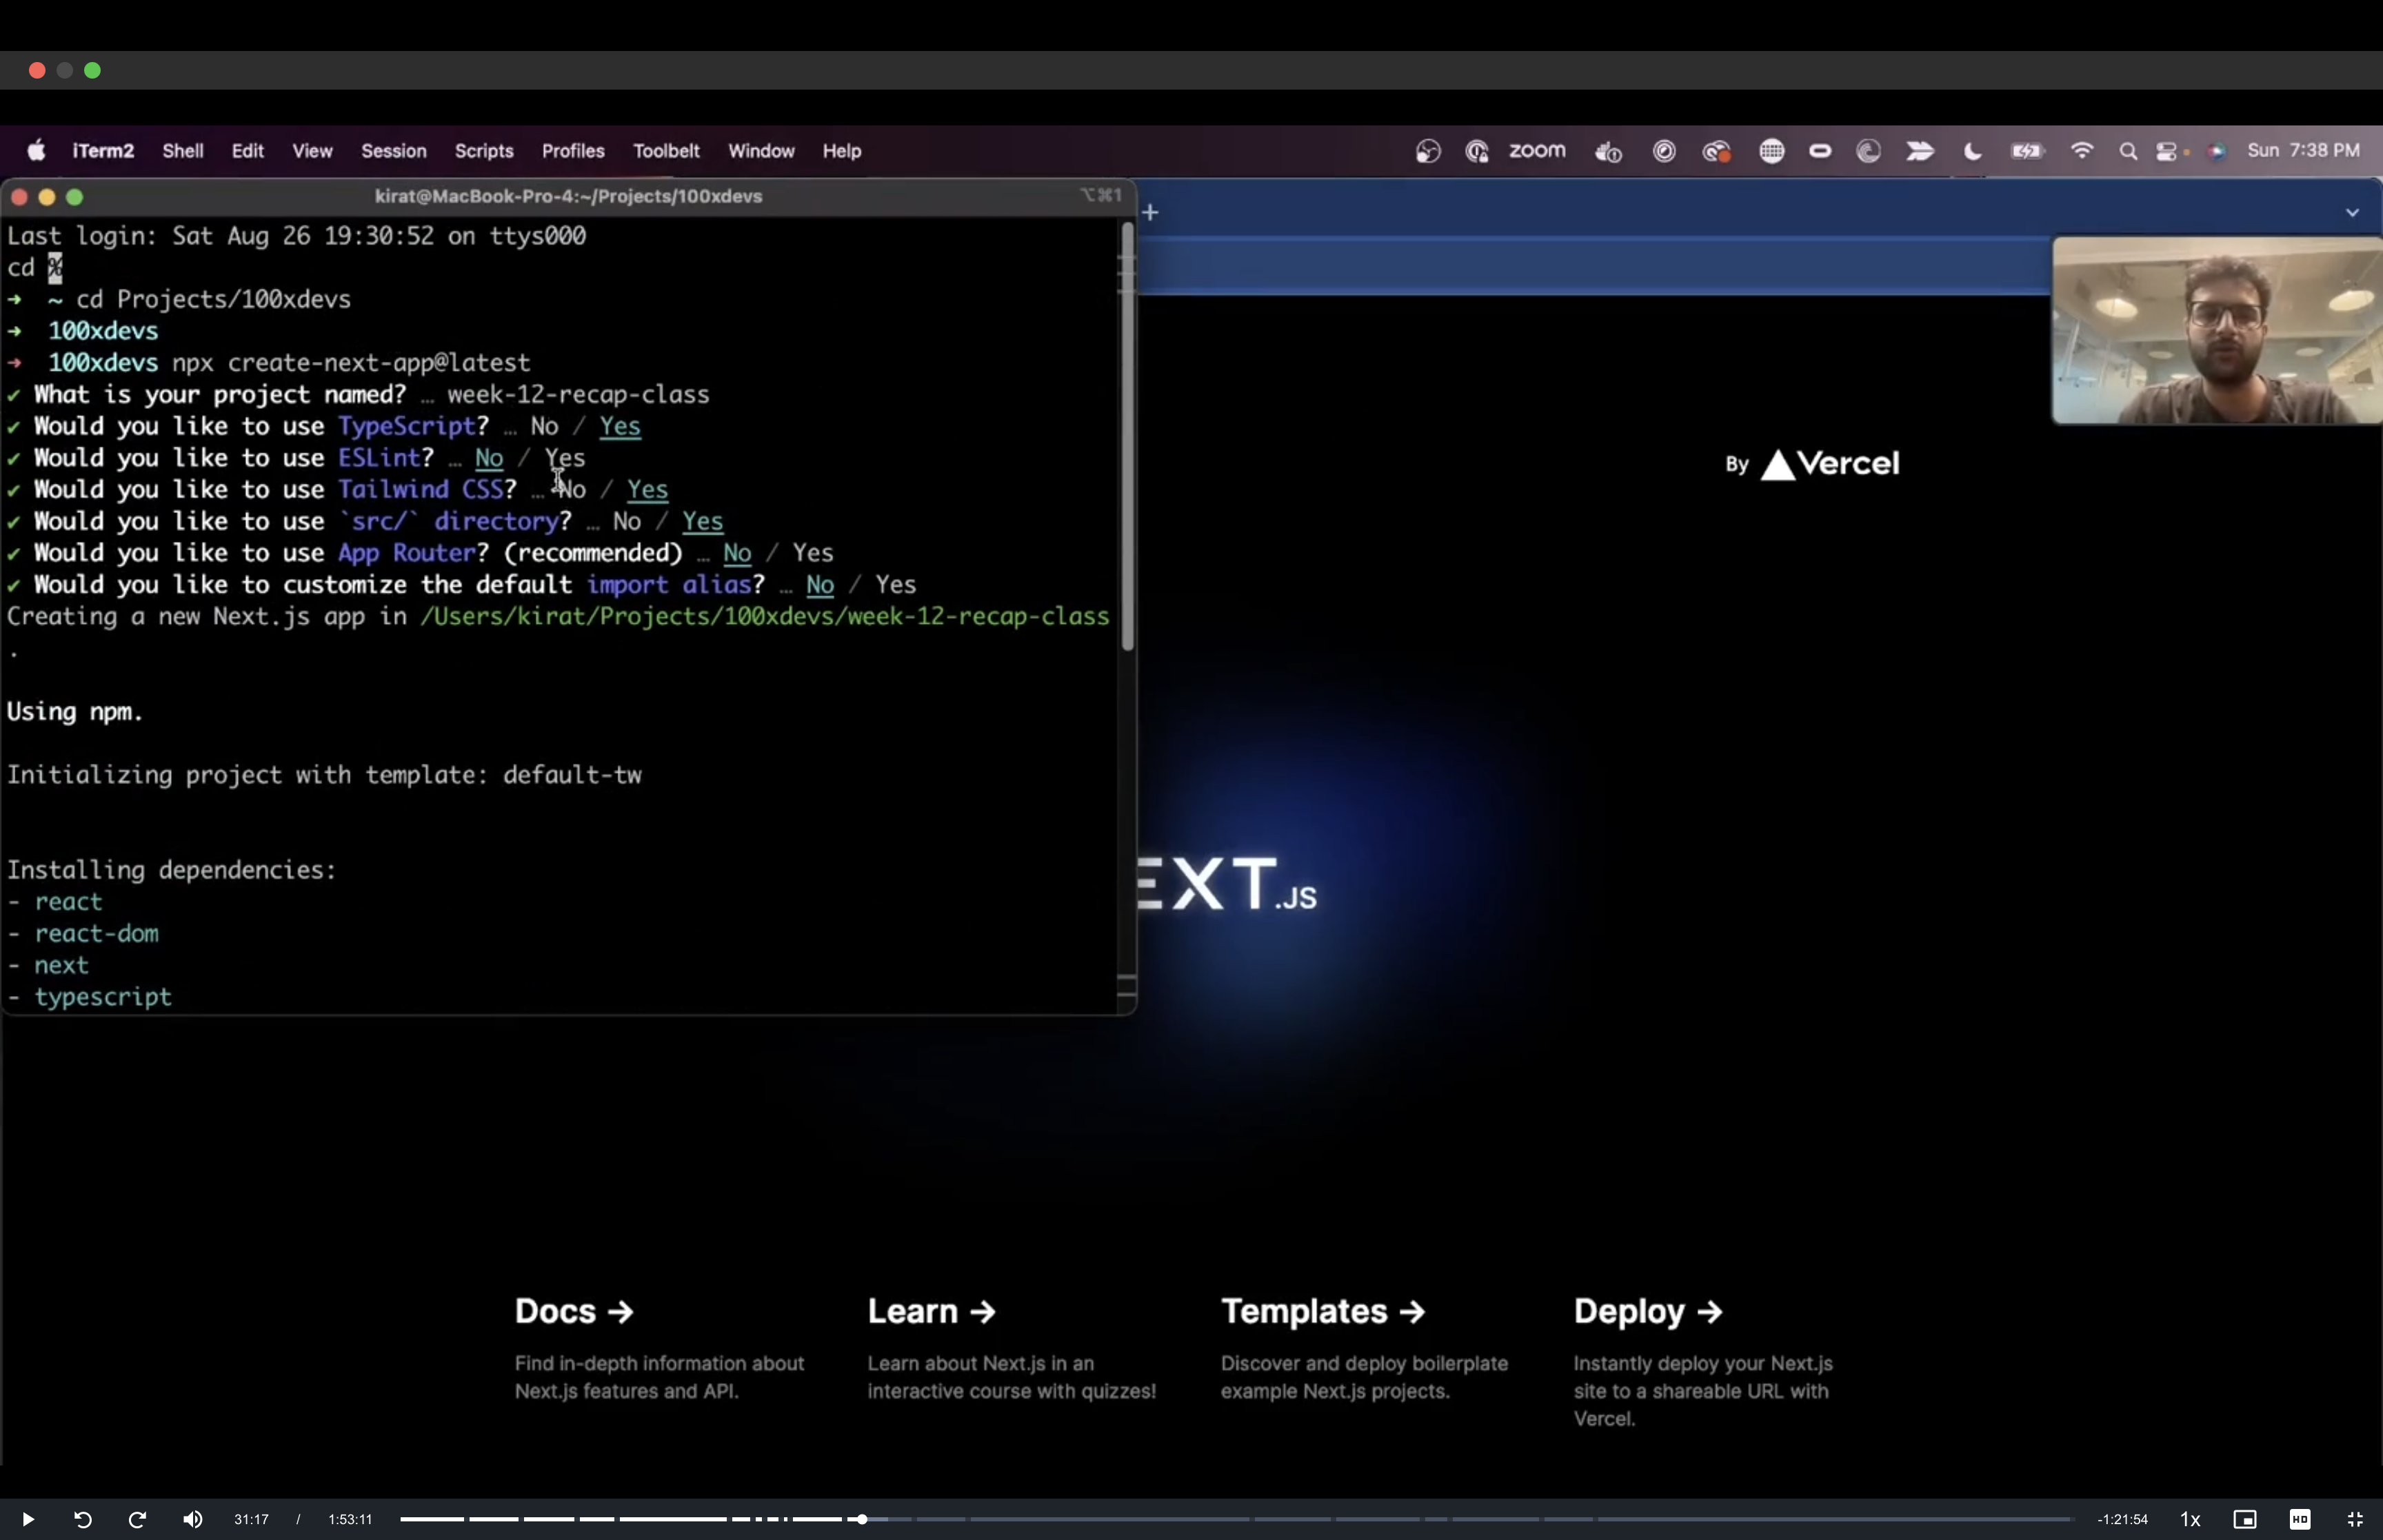 iTerm2 Shell Edit View Session Scripts Profiles Toolbelt Window Help zoom Sun 7:38 PM
kirat@MacBook-Pro-4:~/Projects/100xdevs ⌥⌘1
Last login: Sat Aug 26 19:30:52 on ttys000
cd %
→ ~ cd Projects/100xdevs
→ 100xdevs
→ 100xdevs npx create-next-app@latest
✔ What is your project named? … week-12-recap-class
✔ Would you like to use TypeScript? … No / Yes
✔ Would you like to use ESLint? … No / Yes
✔ Would you like to use Tailwind CSS? … No / Yes
✔ Would you like to use `src/` directory? … No / Yes
✔ Would you like to use App Router? (recommended) … No / Yes
✔ Would you like to customize the default import alias? … No / Yes
Creating a new Next.js app in /Users/kirat/Projects/100xdevs/week-12-recap-class
.
Using npm.
Initializing project with template: default-tw
Installing dependencies:
- react
- react-dom
- next
- typescript
By Vercel
EXT.JS
Docs →
Find in-depth information about
Next.js features and API.
Learn →
Learn about Next.js in an
interactive course with quizzes!
Templates →
Discover and deploy boilerplate
example Next.js projects.
Deploy →
Instantly deploy your Next.js
site to a shareable URL with
Vercel.
31:17 / 1:53:11 -1:21:54 1x HD